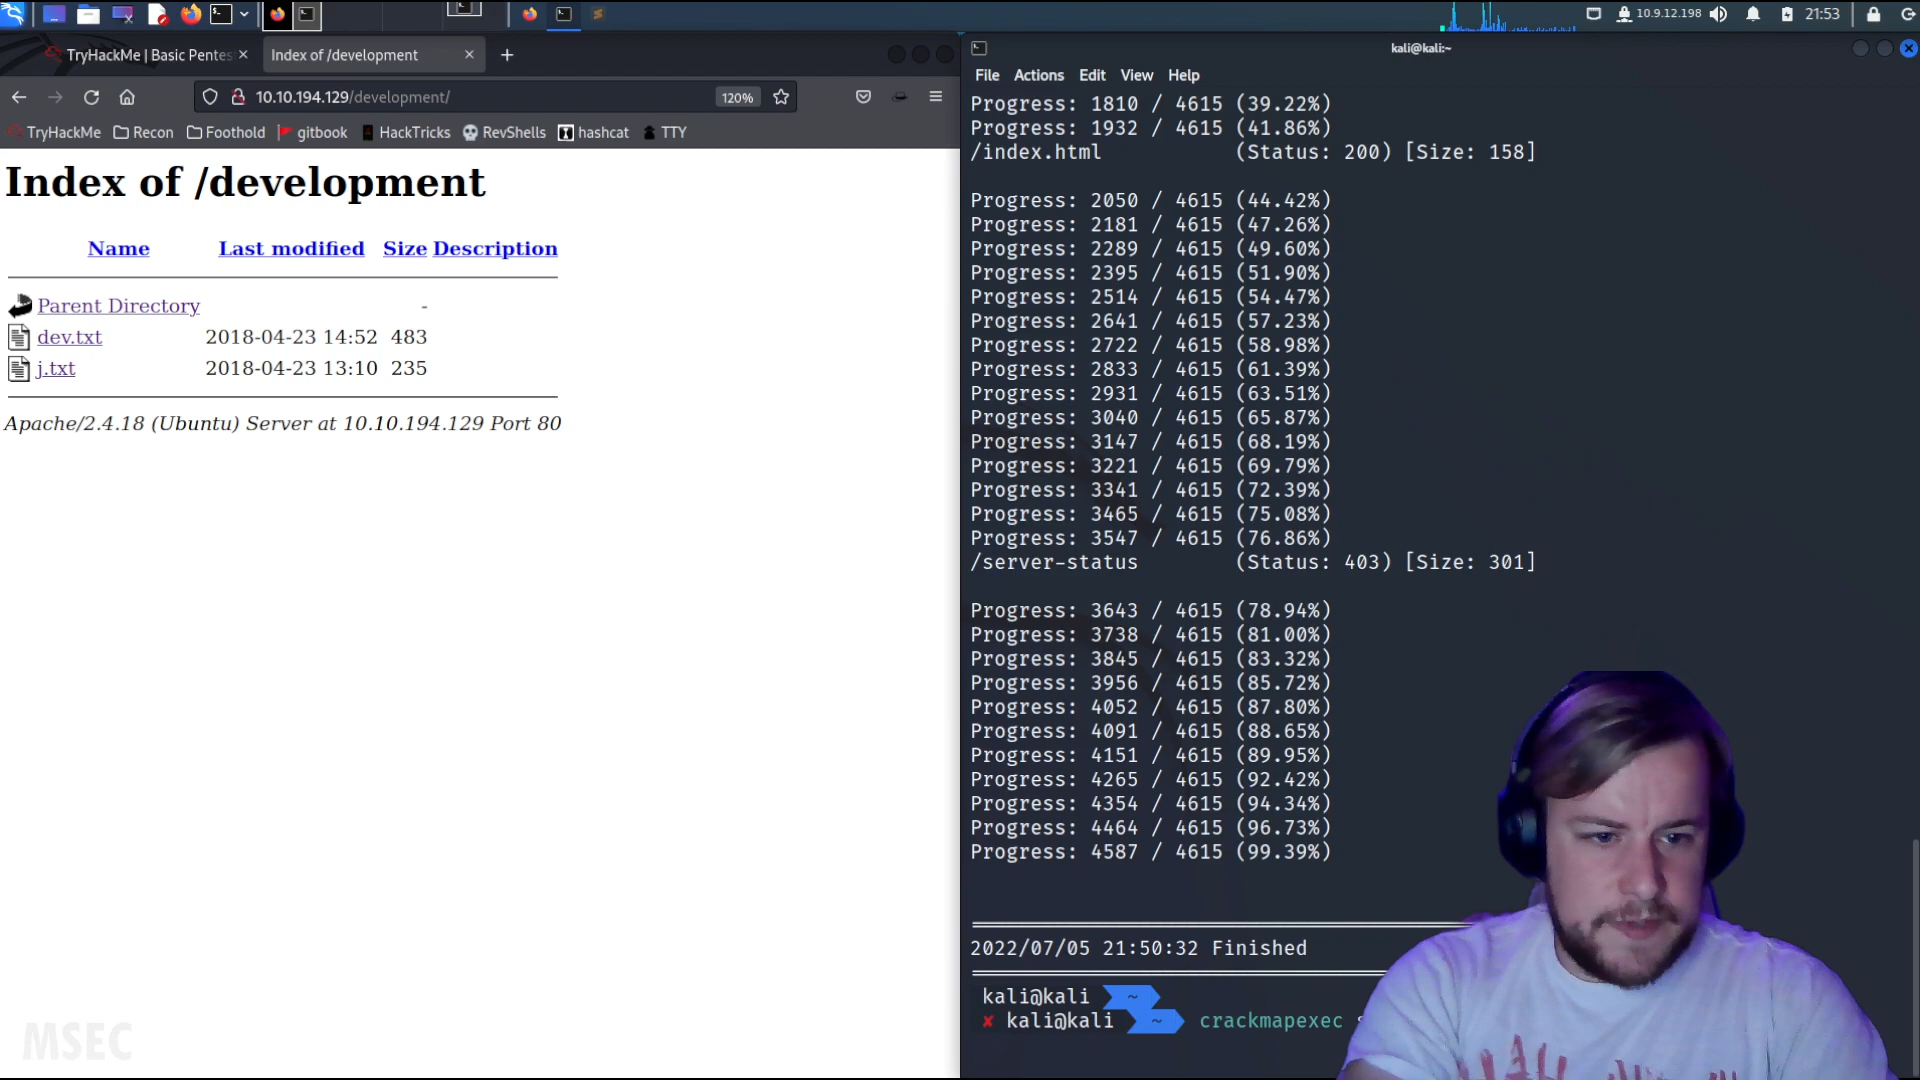 10.9.12.198
21:53
TryHackMe | Basic Pentes
Index of /development
10.10.194.129/development/
120%
TryHackMe Recon Foothold gitbook HackTricks RevShells hashcat TTY
Index of /development
Name Last modified Size Description
Parent Directory -
dev.txt 2018-04-23 14:52 483
j.txt 2018-04-23 13:10 235
Apache/2.4.18 (Ubuntu) Server at 10.10.194.129 Port 80
MSEC
kali@kali:~
File Actions Edit View Help
Progress: 1810 / 4615 (39.22%)
Progress: 1932 / 4615 (41.86%)
/index.html (Status: 200) [Size: 158]
Progress: 2050 / 4615 (44.42%)
Progress: 2181 / 4615 (47.26%)
Progress: 2289 / 4615 (49.60%)
Progress: 2395 / 4615 (51.90%)
Progress: 2514 / 4615 (54.47%)
Progress: 2641 / 4615 (57.23%)
Progress: 2722 / 4615 (58.98%)
Progress: 2833 / 4615 (61.39%)
Progress: 2931 / 4615 (63.51%)
Progress: 3040 / 4615 (65.87%)
Progress: 3147 / 4615 (68.19%)
Progress: 3221 / 4615 (69.79%)
Progress: 3341 / 4615 (72.39%)
Progress: 3465 / 4615 (75.08%)
Progress: 3547 / 4615 (76.86%)
/server-status (Status: 403) [Size: 301]
Progress: 3643 / 4615 (78.94%)
Progress: 3738 / 4615 (81.00%)
Progress: 3845 / 4615 (83.32%)
Progress: 3956 / 4615 (85.72%)
Progress: 4052 / 4615 (87.80%)
Progress: 4091 / 4615 (88.65%)
Progress: 4151 / 4615 (89.95%)
Progress: 4265 / 4615 (92.42%)
Progress: 4354 / 4615 (94.34%)
Progress: 4464 / 4615 (96.73%)
Progress: 4587 / 4615 (99.39%)
2022/07/05 21:50:32 Finished
kali@kali ~
✘ kali@kali ~ crackmapexec